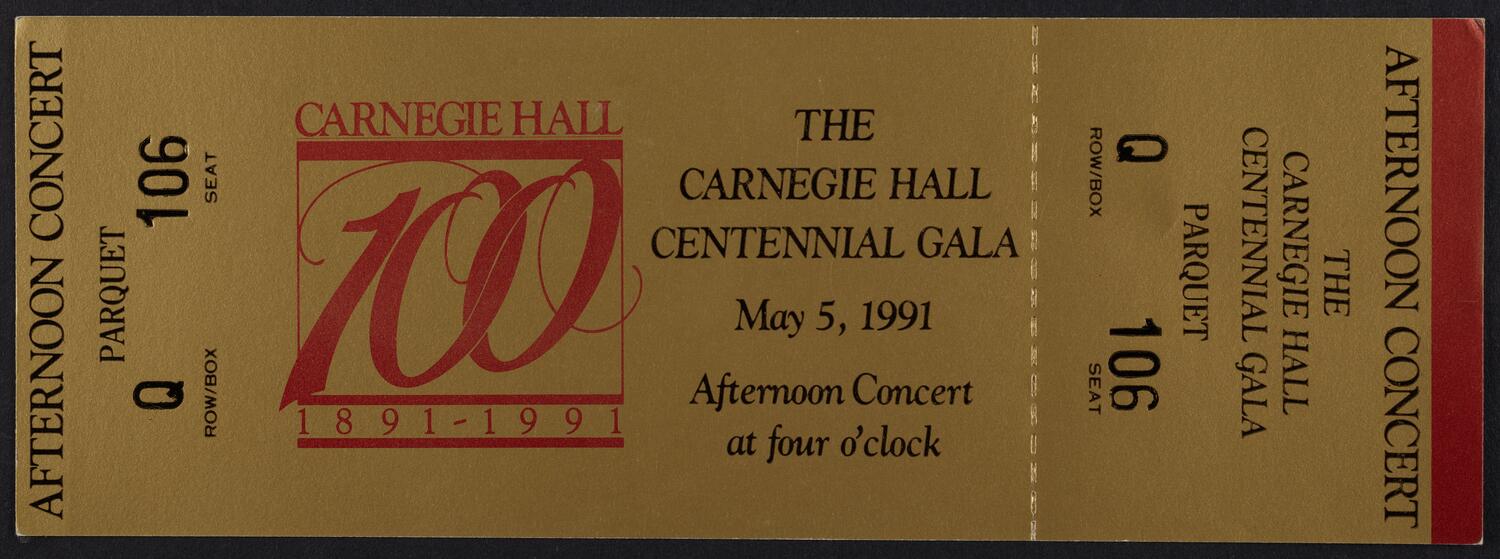 AFTERNOON CONCERT
PARQUET
Q 106
ROW/BOX SEAT
CARNEGIE HALL
100
1891-1991
THE
CARNEGIE HALL
CENTENNIAL GALA
May 5, 1991
Afternoon Concert
at four o'clock
AFTERNOON CONCERT
THE
CARNEGIE HALL
CENTENNIAL GALA
PARQUET
Q 106
ROW/BOX SEAT